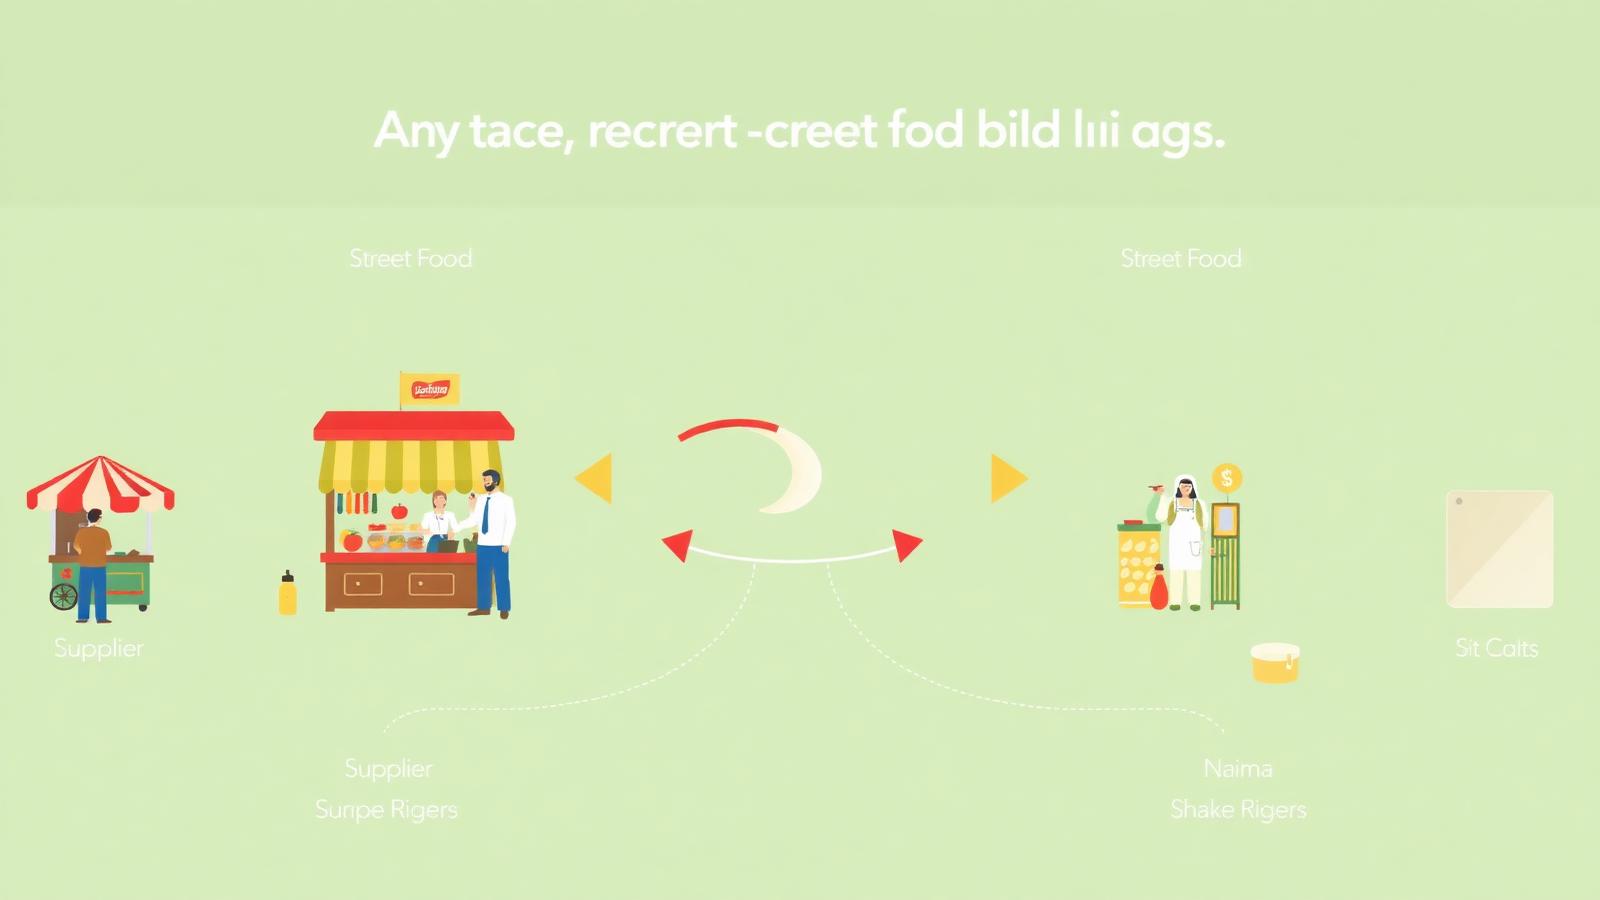 Any tace, recrert -creet fod bild lııi ags.
Street Food
Street Food
Supplier
Sit Calts
Supplier
Suripe Rigers
Naima
Shake Rigers
$